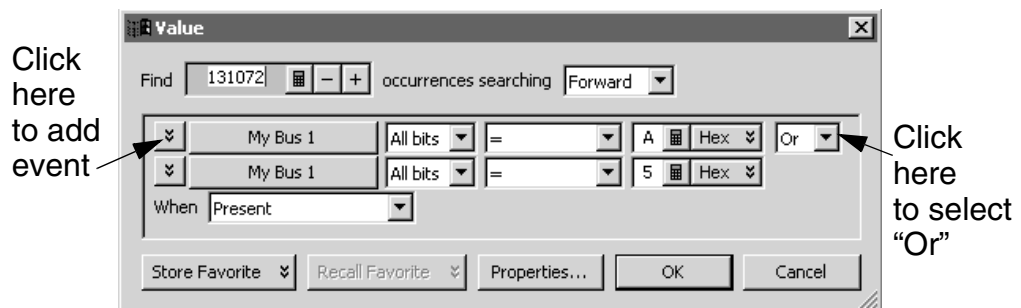 Value
Click
here
to add
event
Find 131072 - + occurrences searching Forward
My Bus 1 All bits = A Hex Or
My Bus 1 All bits = 5 Hex
When Present
Click
here
to select
“Or”
Store Favorite Recall Favorite Properties... OK Cancel